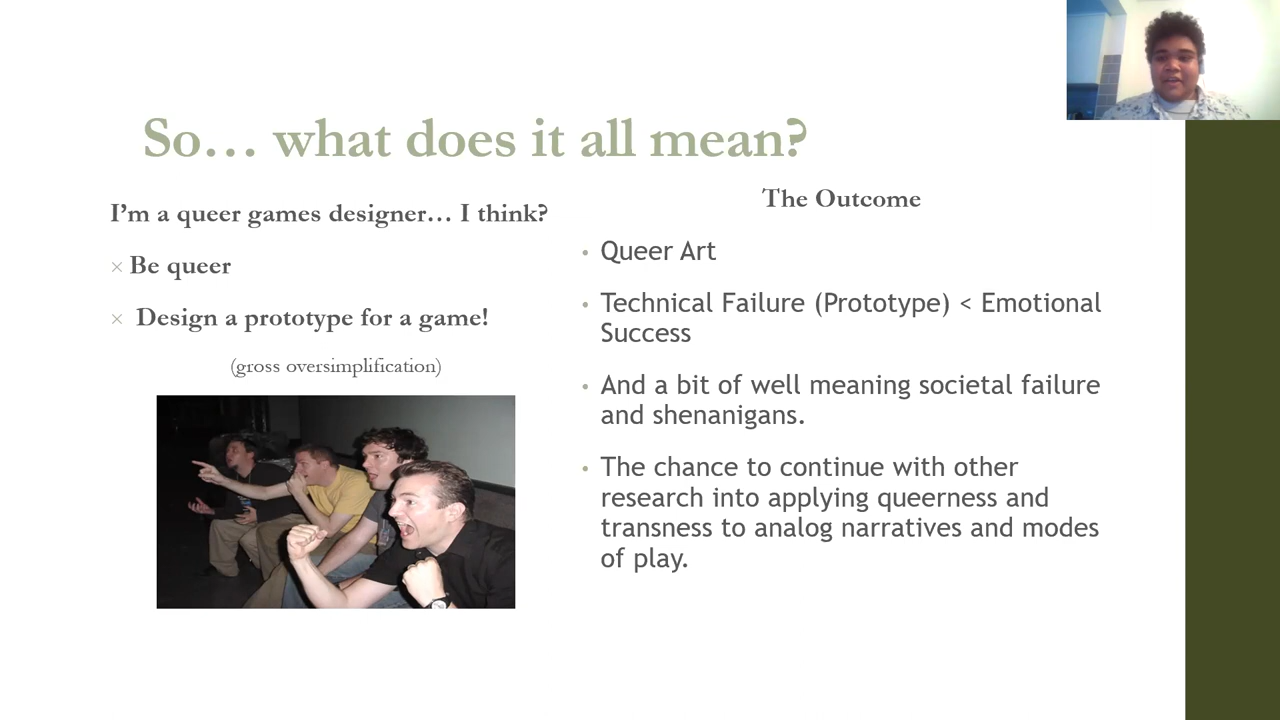 So… what does it all mean?
I’m a queer games designer… I think?
× Be queer
× Design a prototype for a game!
(gross oversimplification)
The Outcome
• Queer Art
• Technical Failure (Prototype) < Emotional
Success
• And a bit of well meaning societal failure
and shenanigans.
• The chance to continue with other
research into applying queerness and
transness to analog narratives and modes
of play.